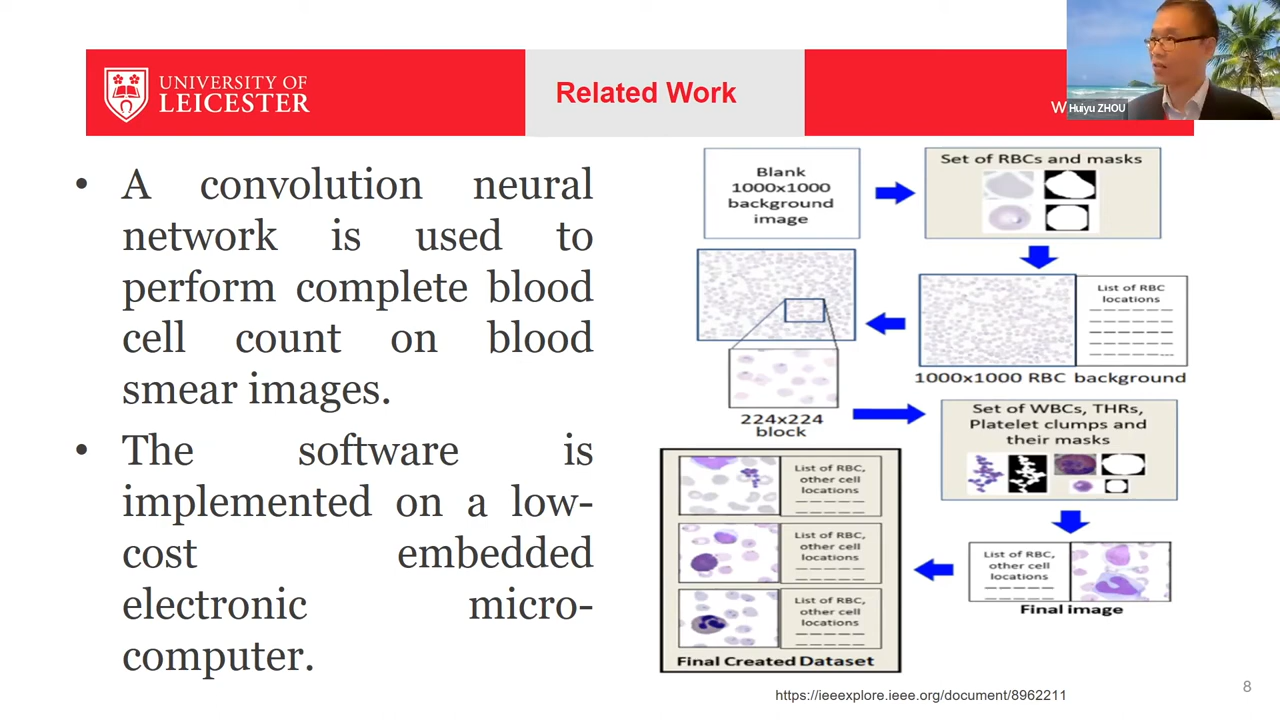 UNIVERSITY OF
LEICESTER
Related Work
W
Huiyu ZHOU
• A convolution neural
network is used to
perform complete blood
cell count on blood
smear images.
• The software is
implemented on a low-
cost embedded
electronic micro-
computer.
Blank
1000x1000
background
image
Set of RBCs and masks
List of RBC
locations
1000x1000 RBC background
224x224
block
Set of WBCs, THRs,
Platelet clumps and
their masks
List of RBC,
other cell
locations
Final image
List of RBC,
other cell
locations
List of RBC,
other cell
locations
List of RBC,
other cell
locations
Final Created Dataset
https://ieeexplore.ieee.org/document/8962211
8